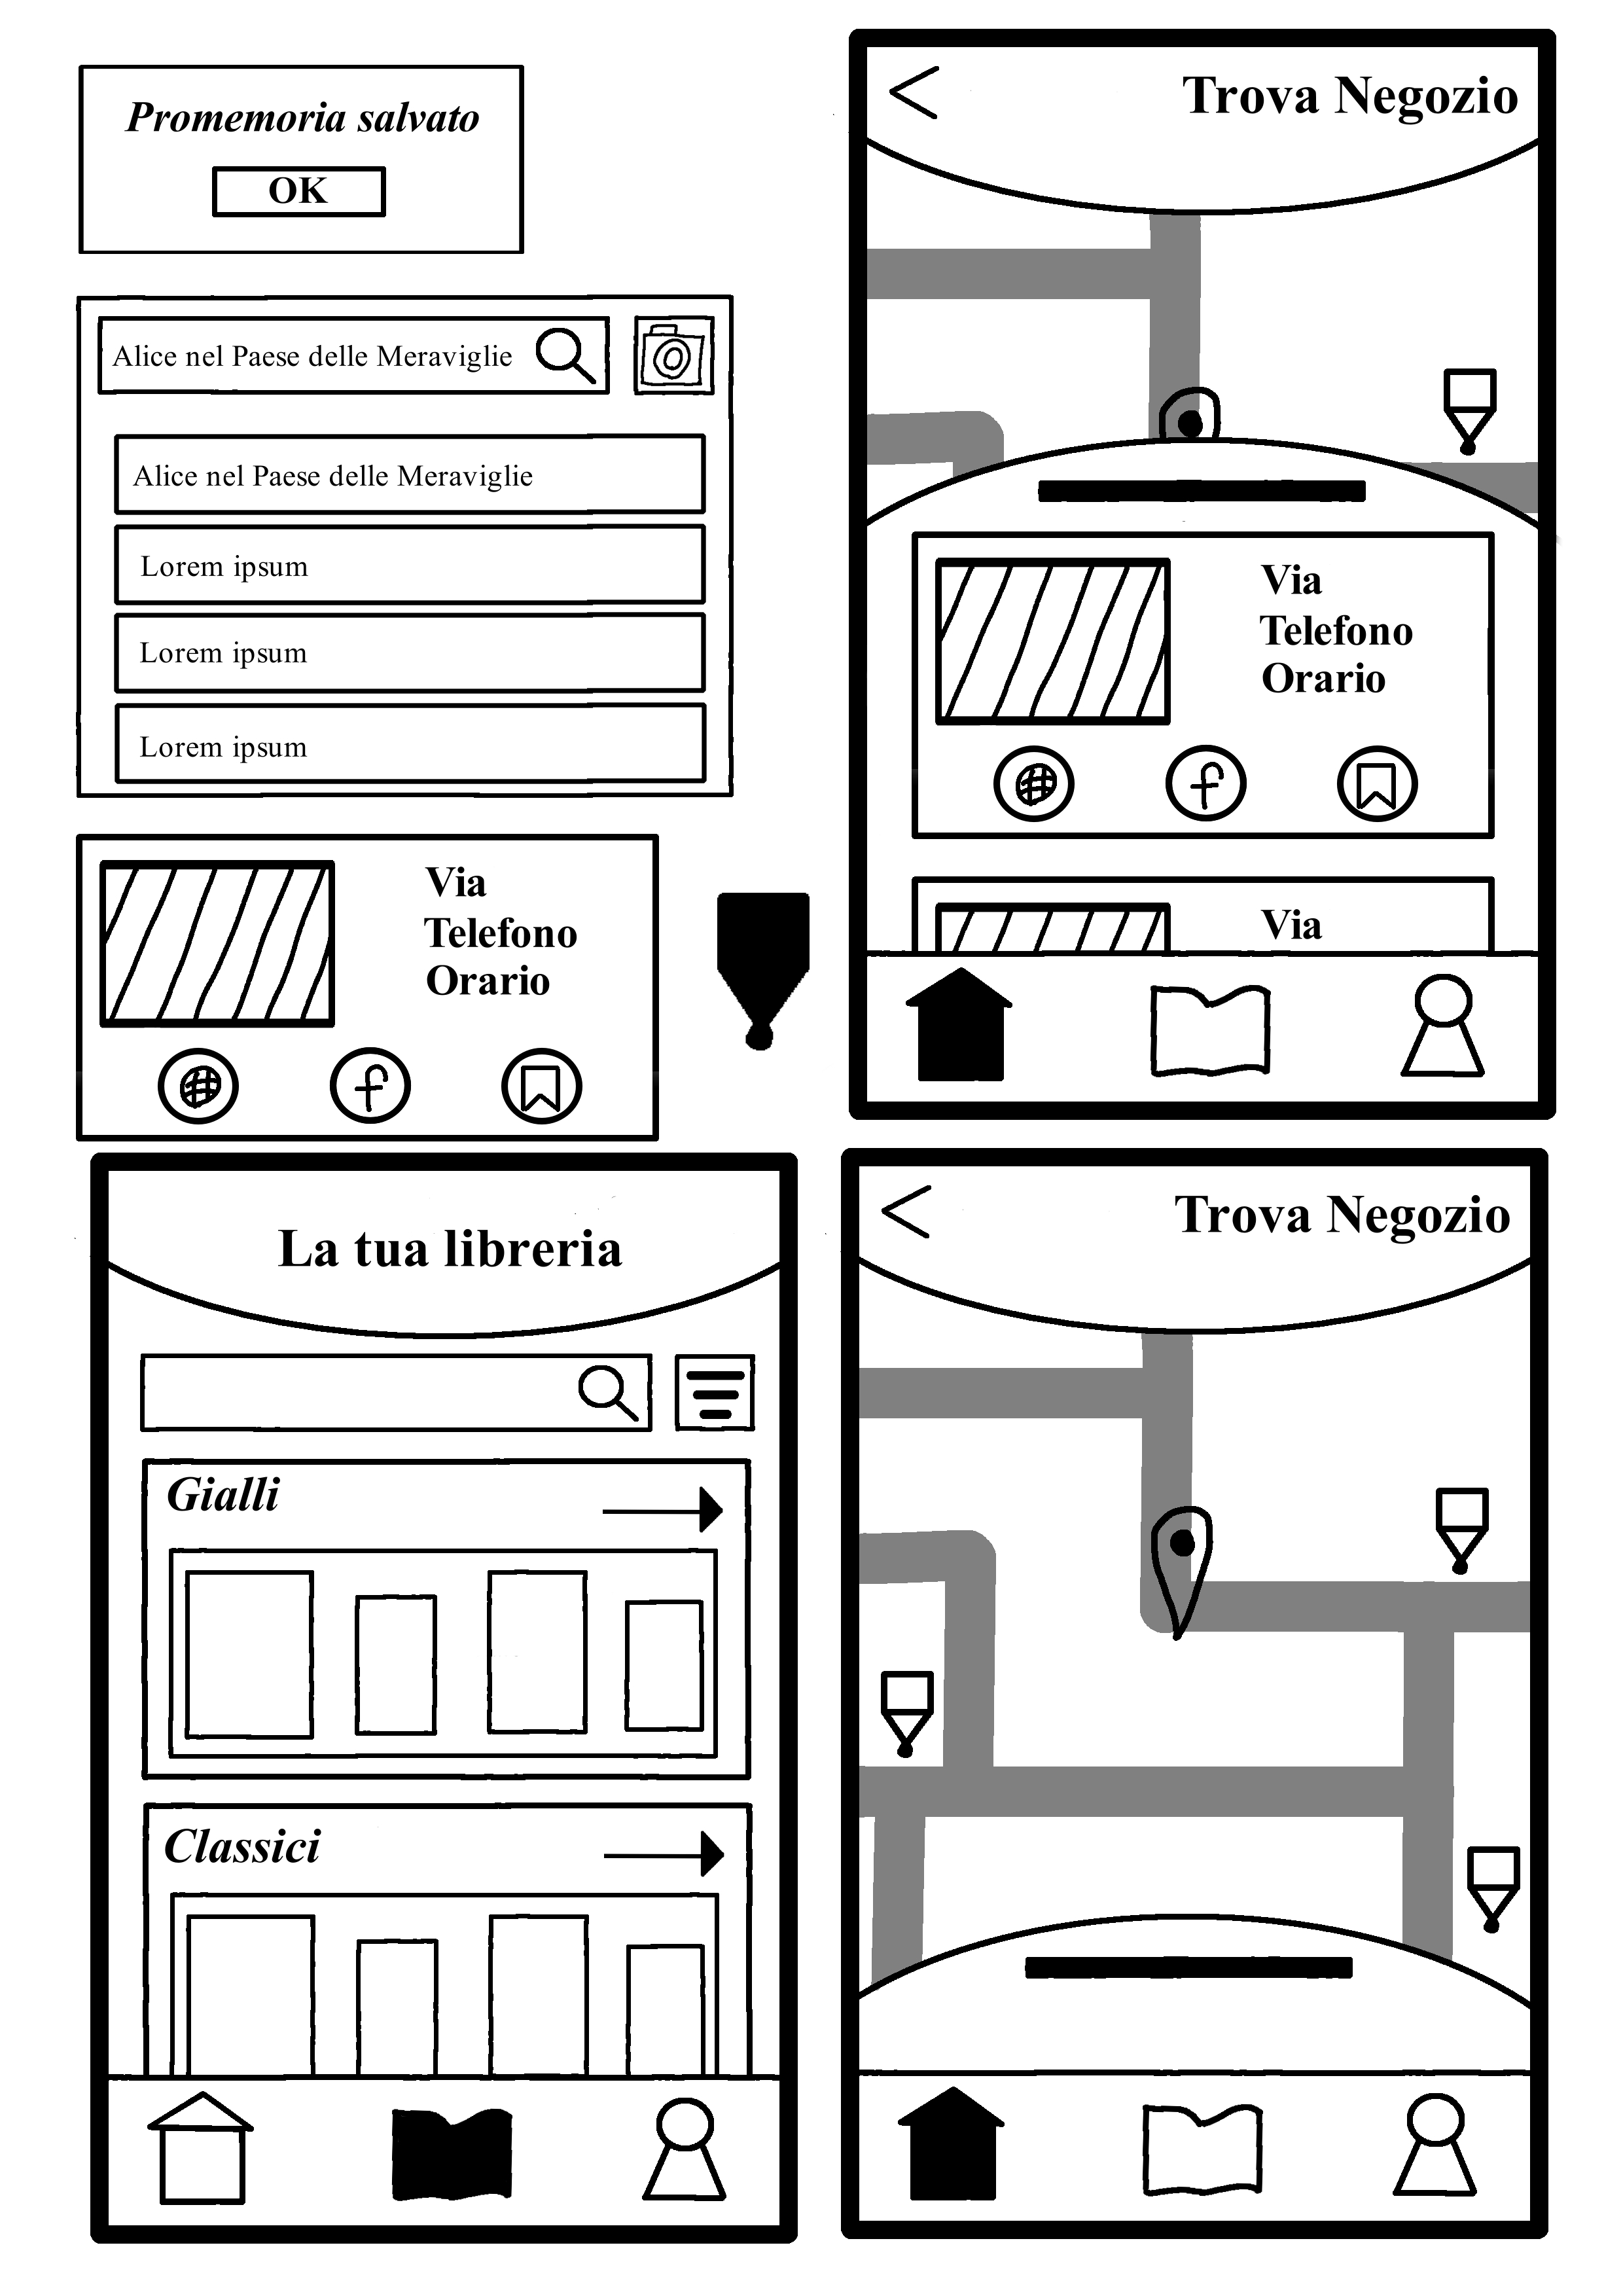 Promemoria salvato
OK
Alice nel Paese delle Meraviglie
Alice nel Paese delle Meraviglie
Lorem ipsum
Lorem ipsum
Lorem ipsum
Via
Telefono
Orario
f
Trova Negozio
Via
Telefono
Orario
f
Via
La tua libreria
Gialli
Classici
Trova Negozio